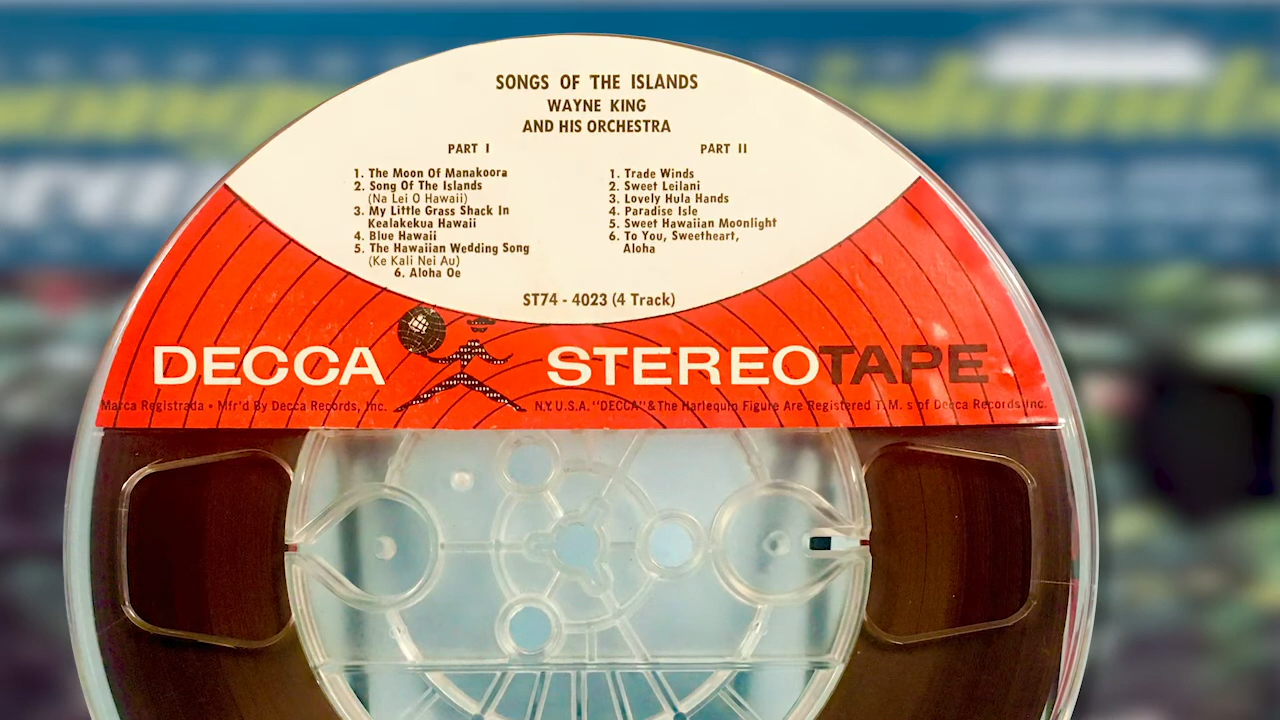 SONGS OF THE ISLANDS
WAYNE KING
AND HIS ORCHESTRA
PART I
1. The Moon Of Manakoora
2. Song Of The Islands
(Na Lei O Hawaii)
3. My Little Grass Shack In
Kealakekua Hawaii
4. Blue Hawaii
5. The Hawaiian Wedding Song
(Ke Kali Nei Au)
6. Aloha Oe
PART II
1. Trade Winds
2. Sweet Leilani
3. Lovely Hula Hands
4. Paradise Isle
5. Sweet Hawaiian Moonlight
6. To You, Sweetheart,
Aloha
ST74 - 4023 (4 Track)
DECCA STEREOTAPE
Marca Registrada • Mfr'd By Decca Records, Inc. N.Y. U.S.A. "DECCA" & The Harlequin Figure Are Registered T.M. s of Decca Records Inc.